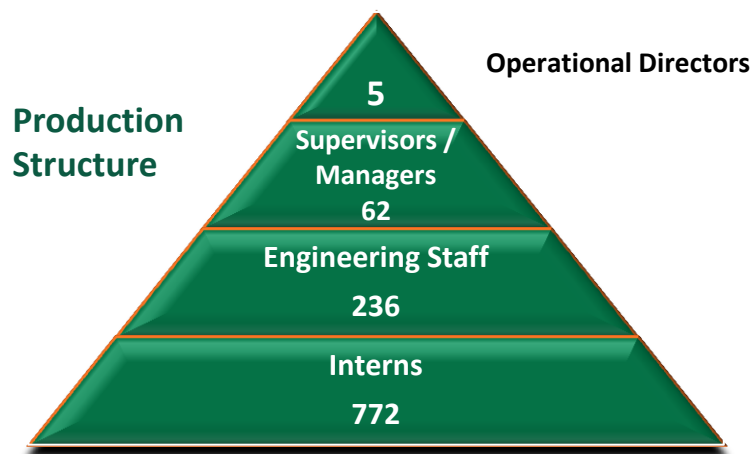 Operational Directors
5
Production
Structure
Supervisors /
Managers
62
Engineering Staff
236
Interns
772